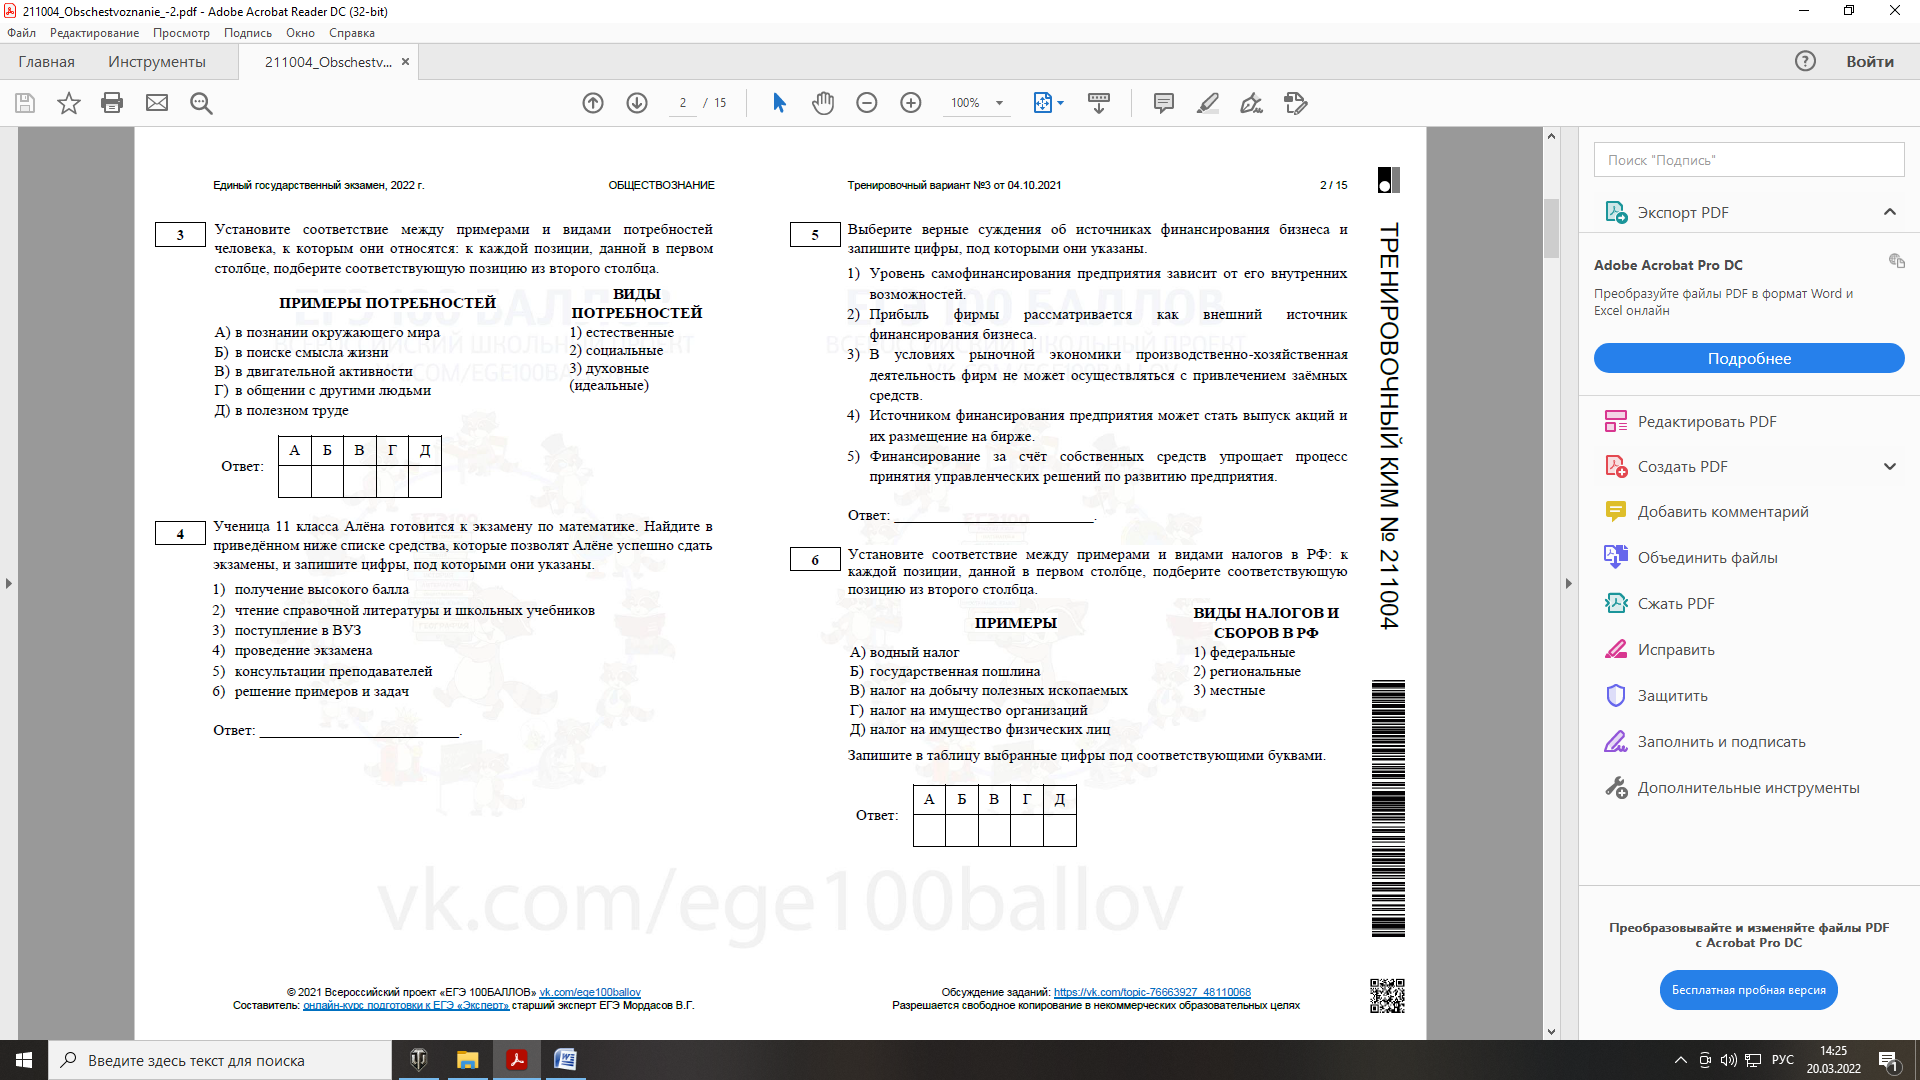 211004_Obschestvoznanie_-2.pdf - Adobe Acrobat Reader DC (32-bit)
Файл Редактирование Просмотр Подпись Окно Справка
Главная Инструменты 211004_Obschestv... × Войти
2 / 15 100%
Единый государственный экзамен, 2022 г. ОБЩЕСТВОЗНАНИЕ Тренировочный вариант №3 от 04.10.2021 2 / 15
3 Установите соответствие между примерами и видами потребностей
человека, к которым они относятся: к каждой позиции, данной в первом
столбце, подберите соответствующую позицию из второго столбца.
ПРИМЕРЫ ПОТРЕБНОСТЕЙ
А) в познании окружающего мира
Б) в поиске смысла жизни
В) в двигательной активности
Г) в общении с другими людьми
Д) в полезном труде
ВИДЫ
ПОТРЕБНОСТЕЙ
1) естественные
2) социальные
3) духовные
(идеальные)
А Б В Г Д
Ответ:
4 Ученица 11 класса Алёна готовится к экзамену по математике. Найдите в
приведённом ниже списке средства, которые позволят Алёне успешно сдать
экзамены, и запишите цифры, под которыми они указаны.
1) получение высокого балла
2) чтение справочной литературы и школьных учебников
3) поступление в ВУЗ
4) проведение экзамена
5) консультации преподавателей
6) решение примеров и задач
Ответ: ___________________________.
5 Выберите верные суждения об источниках финансирования бизнеса и
запишите цифры, под которыми они указаны.
1) Уровень самофинансирования предприятия зависит от его внутренних
возможностей.
2) Прибыль фирмы рассматривается как внешний источник
финансирования бизнеса.
3) В условиях рыночной экономики производственно-хозяйственная
деятельность фирм не может осуществляться с привлечением заёмных
средств.
4) Источником финансирования предприятия может стать выпуск акций и
их размещение на бирже.
5) Финансирование за счёт собственных средств упрощает процесс
принятия управленческих решений по развитию предприятия.
Ответ: ___________________________.
6 Установите соответствие между примерами и видами налогов в РФ: к
каждой позиции, данной в первом столбце, подберите соответствующую
позицию из второго столбца.
ПРИМЕРЫ
А) водный налог
Б) государственная пошлина
В) налог на добычу полезных ископаемых
Г) налог на имущество организаций
Д) налог на имущество физических лиц
ВИДЫ НАЛОГОВ И
СБОРОВ В РФ
1) федеральные
2) региональные
3) местные
Запишите в таблицу выбранные цифры под соответствующими буквами.
А Б В Г Д
Ответ:
ТРЕНИРОВОЧНЫЙ КИМ № 211004
vk.com/ege100ballov
© 2021 Всероссийский проект «ЕГЭ 100БАЛЛОВ» vk.com/ege100ballov
Составитель: онлайн-курс подготовки к ЕГЭ «Эксперт» старший эксперт ЕГЭ Мордасов В.Г.
Обсуждение заданий: https://vk.com/topic-76663927_48110068
Разрешается свободное копирование в некоммерческих образовательных целях
Поиск "Подпись"
Экспорт PDF
Adobe Acrobat Pro DC
Преобразуйте файлы PDF в формат Word и
Excel онлайн
Подробнее
Редактировать PDF
Создать PDF
Добавить комментарий
Объединить файлы
Сжать PDF
Исправить
Защитить
Заполнить и подписать
Дополнительные инструменты
Преобразовывайте и изменяйте файлы PDF
с Acrobat Pro DC
Бесплатная пробная версия
Введите здесь текст для поиска
РУС
14:25
20.03.2022
1